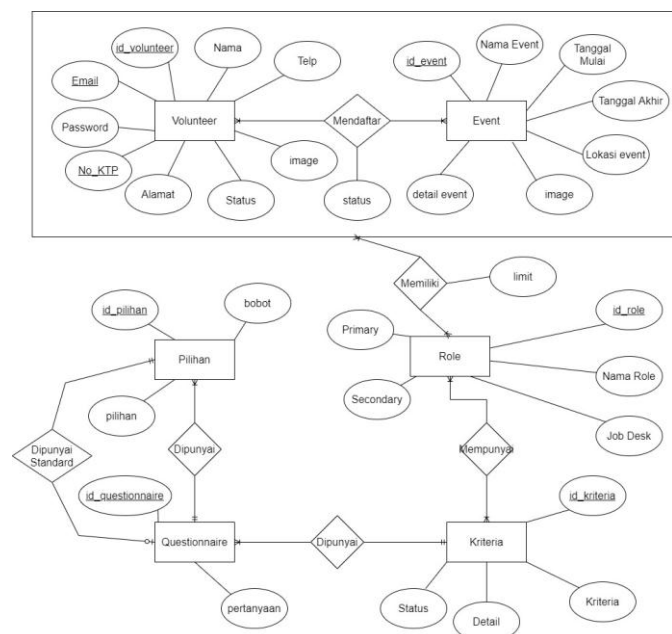 id_volunteer
Nama
Telp
Email
Password
No_KTP
Volunteer
Alamat
Status
image
Mendaftar
status
id_event
Nama Event
Tanggal
Mulai
Tanggal Akhir
Lokasi event
Event
detail event
image
Memiliki
limit
id_pilihan
bobot
Pilihan
pilihan
Primary
Secondary
Role
id_role
Nama Role
Job Desk
Dipunyai
Standard
Dipunyai
Mempunyai
id_questionnaire
Questionnaire
pertanyaan
Dipunyai
Kriteria
id_kriteria
Status
Detail
Kriteria